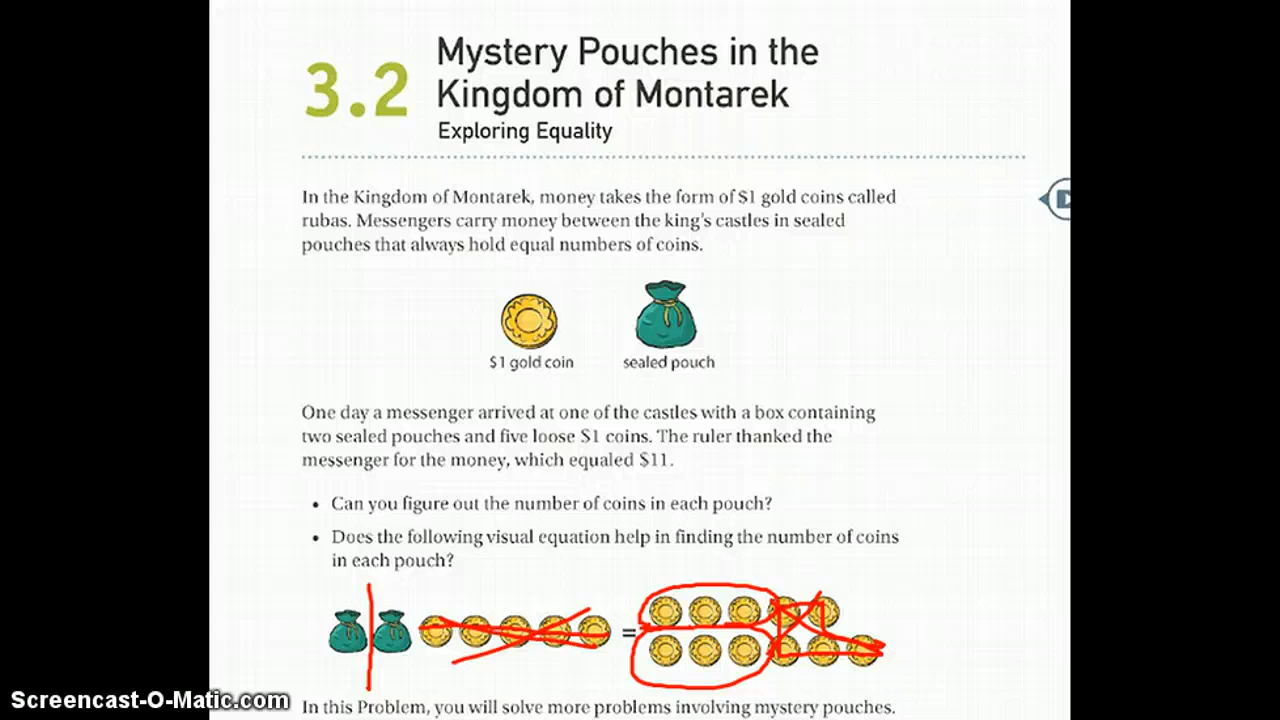 3.2
Mystery Pouches in the
Kingdom of Montarek
Exploring Equality
In the Kingdom of Montarek, money takes the form of $1 gold coins called
rubas. Messengers carry money between the king's castles in sealed
pouches that always hold equal numbers of coins.
$1 gold coin
sealed pouch
One day a messenger arrived at one of the castles with a box containing
two sealed pouches and five loose $1 coins. The ruler thanked the
messenger for the money, which equaled $11.
• Can you figure out the number of coins in each pouch?
• Does the following visual equation help in finding the number of coins
in each pouch?
=
In this Problem, you will solve more problems involving mystery pouches.
Screencast-O-Matic.com